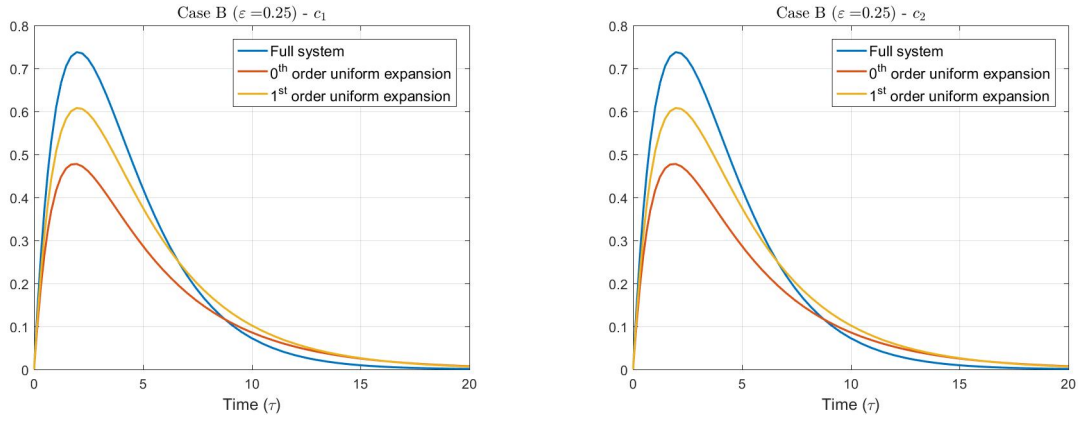 Case B (ε =0.25) - c₁
0.8
0.7
0.6
0.5
0.4
0.3
0.2
0.1
0
0 5 10 15 20
Time (τ)
Full system
0th order uniform expansion
1st order uniform expansion
Case B (ε =0.25) - c₂
0.8
0.7
0.6
0.5
0.4
0.3
0.2
0.1
0
0 5 10 15 20
Time (τ)
Full system
0th order uniform expansion
1st order uniform expansion